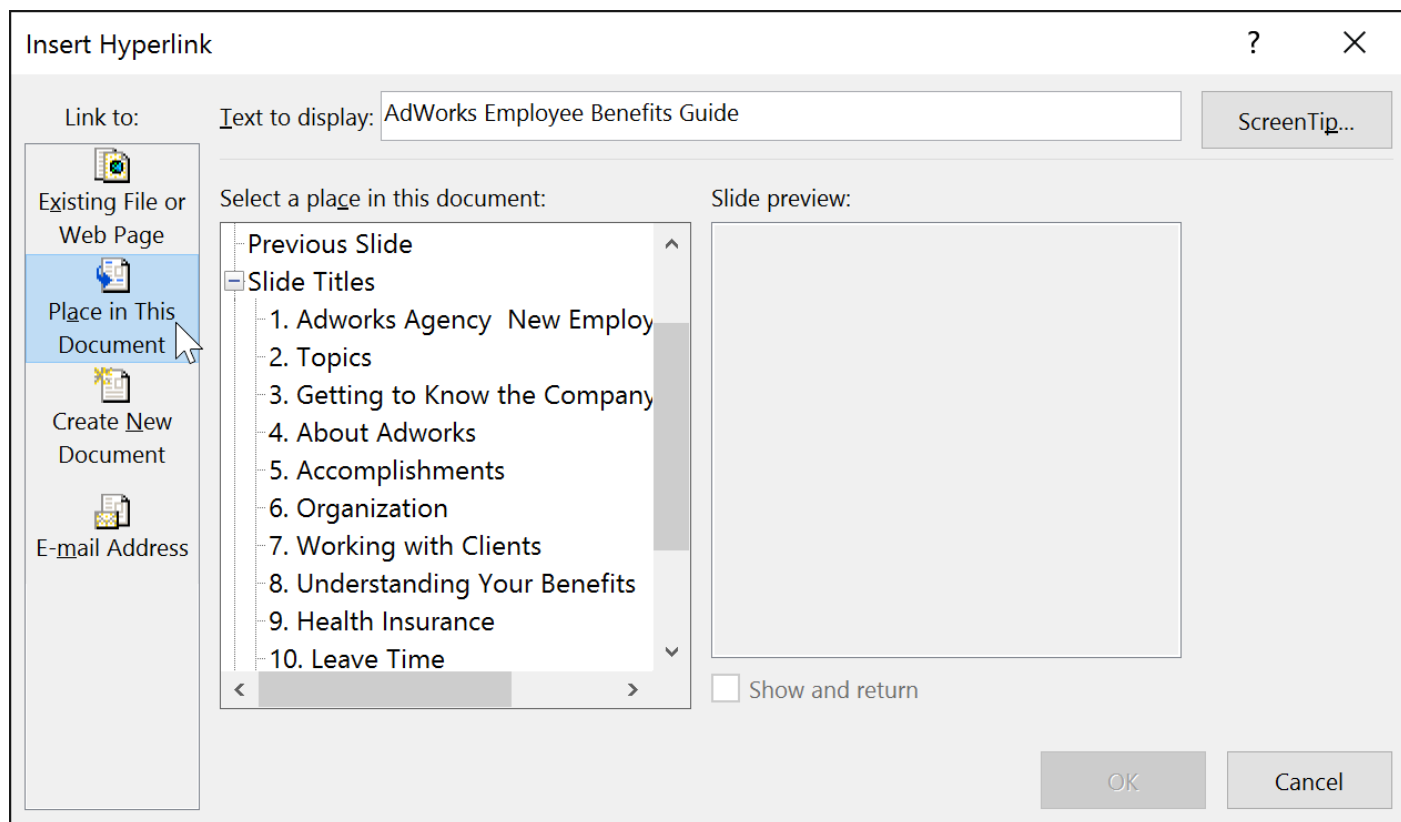 Insert Hyperlink
?
Link to:
Text to display:
AdWorks Employee Benefits Guide
ScreenTip...
Existing File or
Web Page
Place in This
Document
Create New
Document
E-mail Address
Select a place in this document:
Previous Slide
Slide Titles
1. Adworks Agency  New Employ
2. Topics
3. Getting to Know the Company
4. About Adworks
5. Accomplishments
6. Organization
7. Working with Clients
8. Understanding Your Benefits
9. Health Insurance
10. Leave Time
Slide preview:
Show and return
OK
Cancel